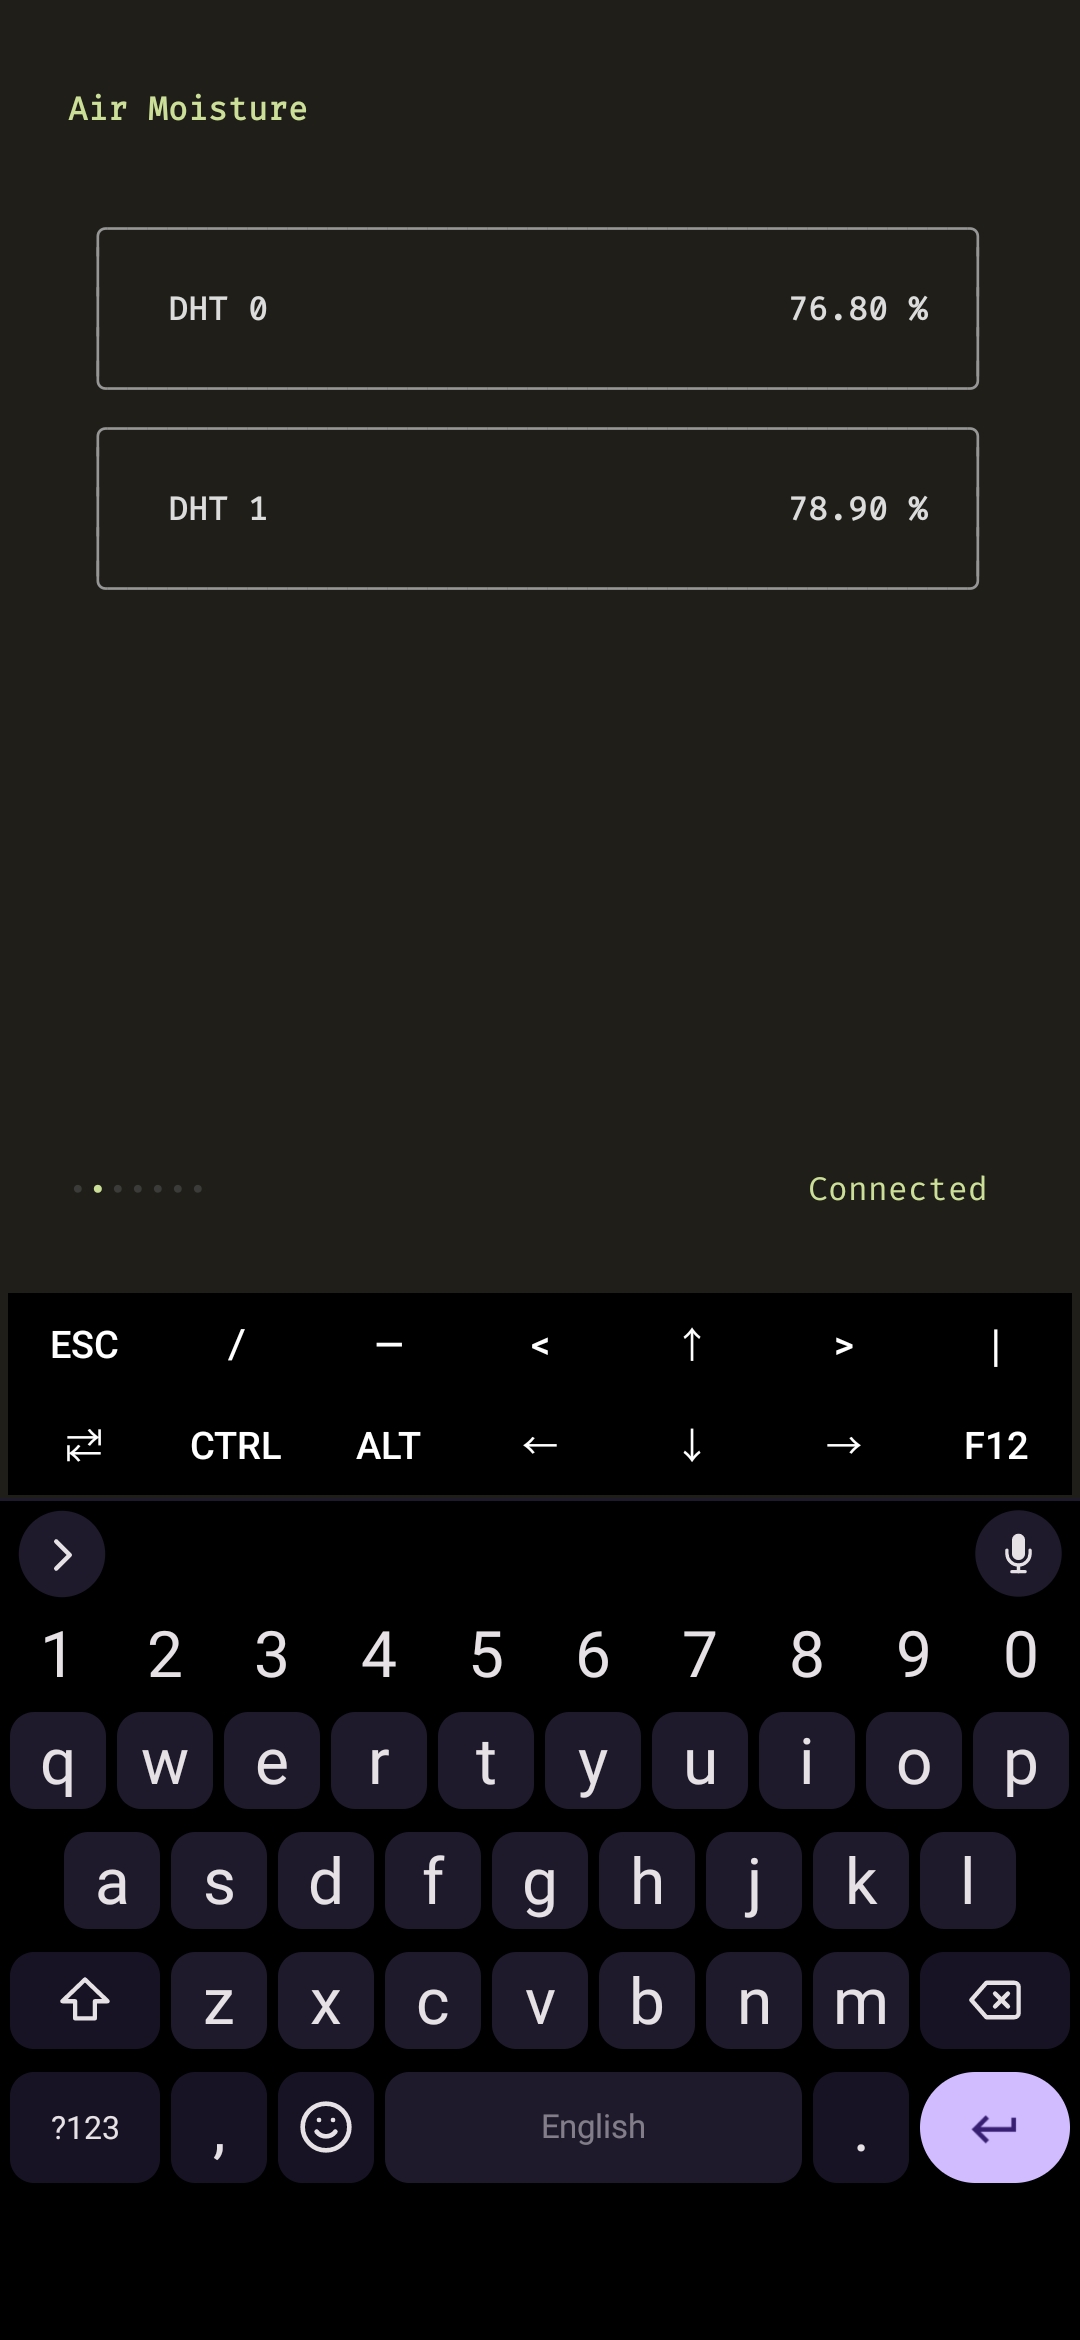 Air Moisture
DHT 0 76.80 %
DHT 1 78.90 %
Connected
ESC / — < ↑ > |
CTRL ALT ← ↓ → F12
1 2 3 4 5 6 7 8 9 0
q w e r t y u i o p
a s d f g h j k l
z x c v b n m
?123 , English .